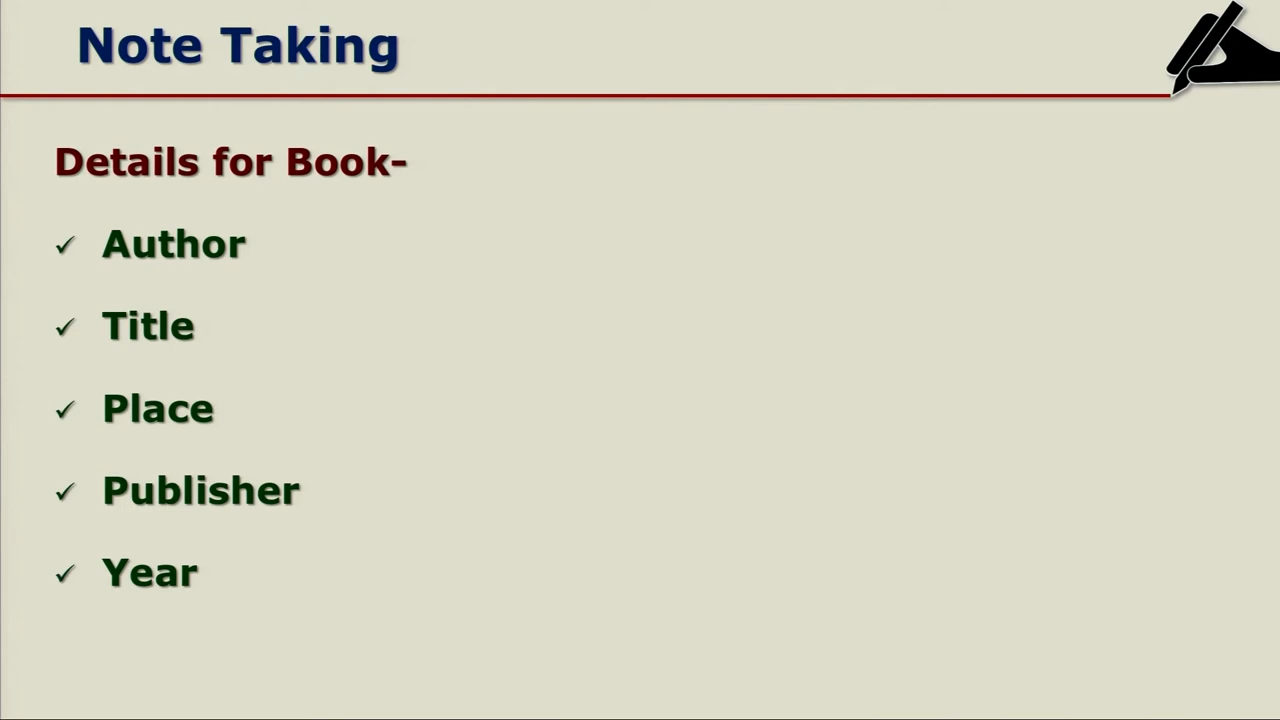 Note Taking
Details for Book-
✓ Author
✓ Title
✓ Place
✓ Publisher
✓ Year